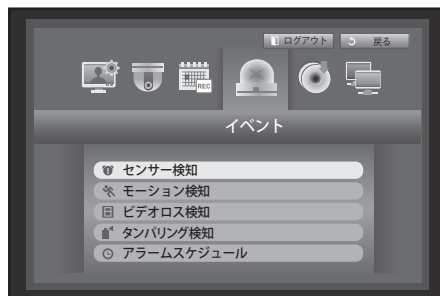 ログアウト 戻る
REC
イベント
センサー検知
モーション検知
ビデオロス検知
タンパリング検知
アラームスケジュール